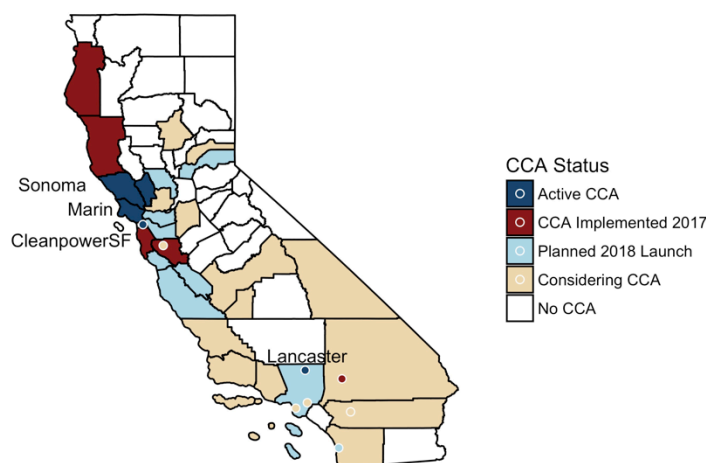 Sonoma
Marin
CleanpowerSF
Lancaster
CCA Status
Active CCA
CCA Implemented 2017
Planned 2018 Launch
Considering CCA
No CCA